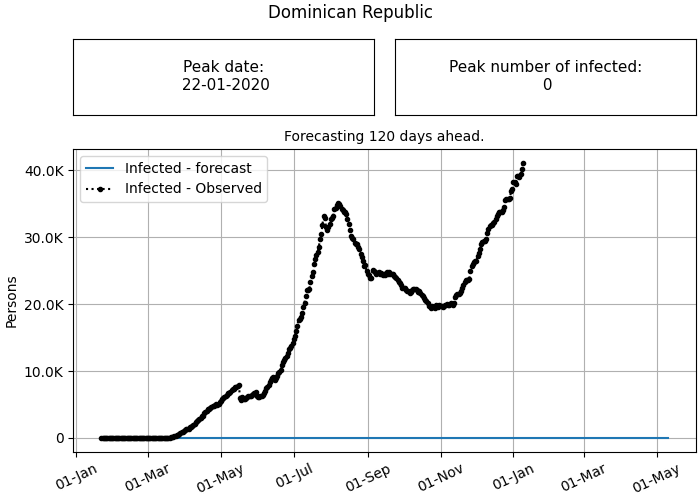 Dominican Republic
Peak date:
22-01-2020
Peak number of infected:
0
Forecasting 120 days ahead.
Infected - forecast
Infected - Observed
40.0K
30.0K
20.0K
10.0K
0
Persons
01-Jan
01-Mar
01-May
01-Jul
01-Sep
01-Nov
01-Jan
01-Mar
01-May